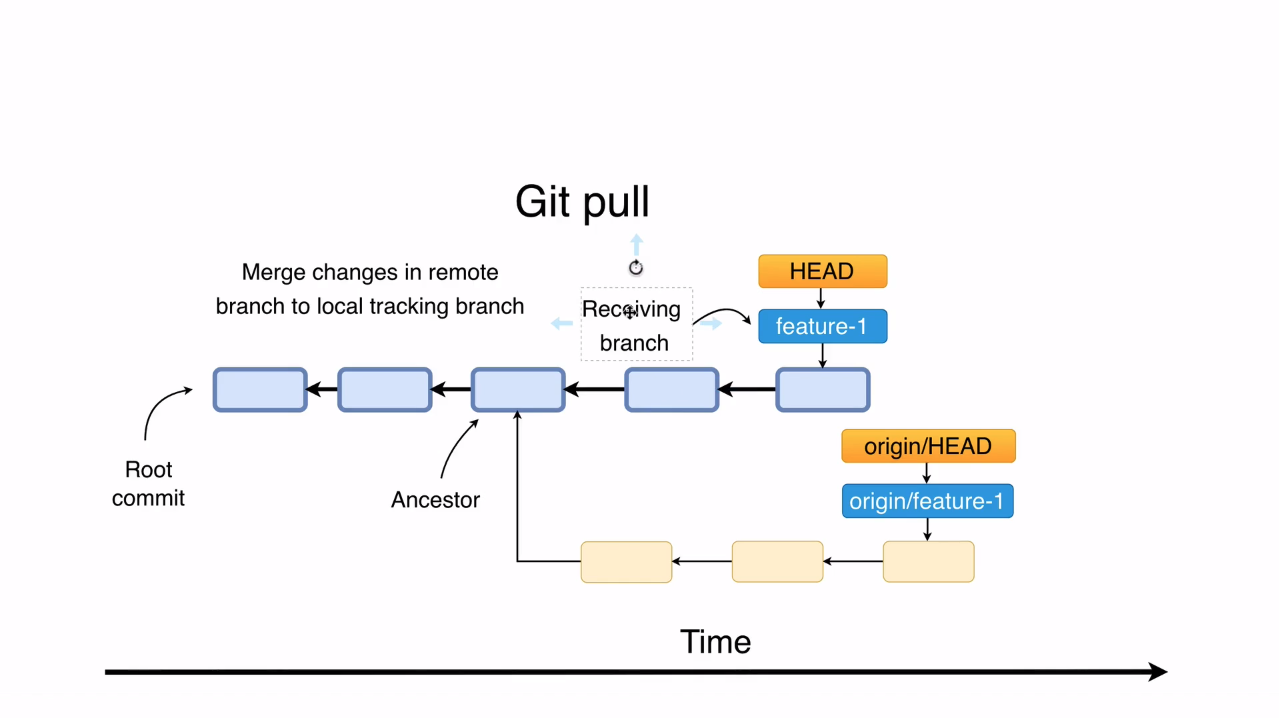 Git pull
Merge changes in remote
branch to local tracking branch
Receiving
branch
HEAD
feature-1
Root
commit
Ancestor
origin/HEAD
origin/feature-1
Time